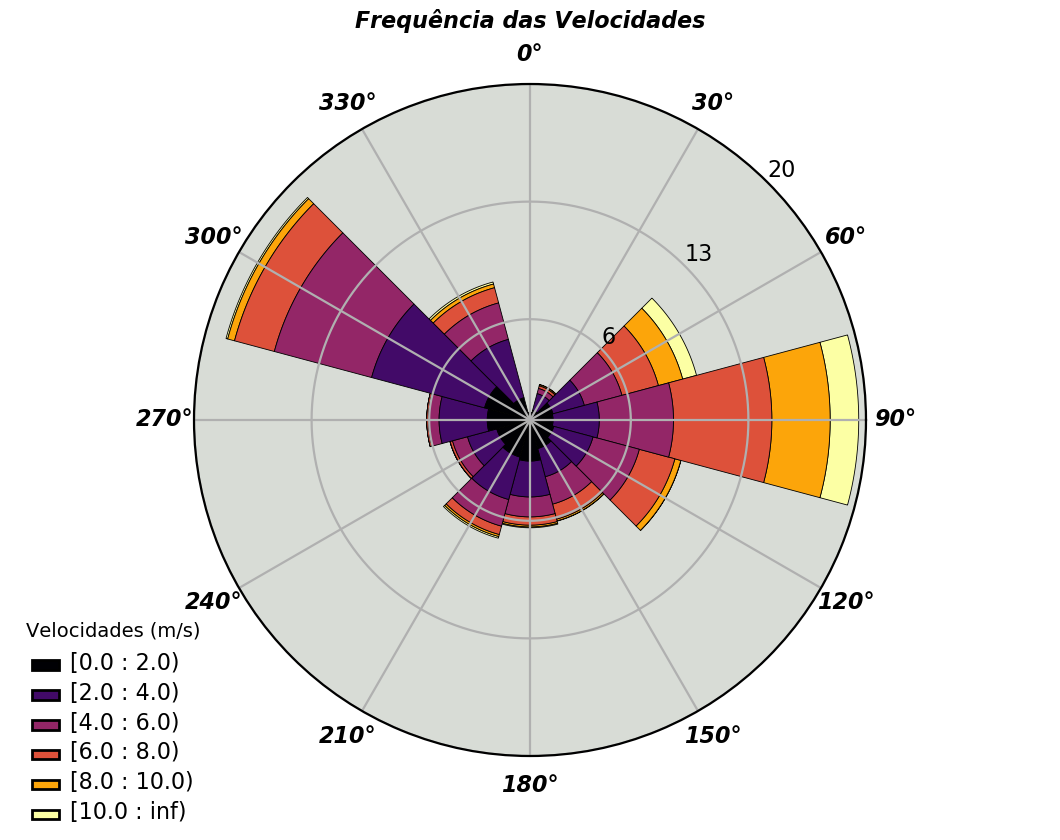 Frequência das Velocidades
0°
330°
30°
20
300°
60°
13
6
270°
90°
240°
120°
210°
150°
180°
Velocidades (m/s)
[0.0 : 2.0)
[2.0 : 4.0)
[4.0 : 6.0)
[6.0 : 8.0)
[8.0 : 10.0)
[10.0 : inf)